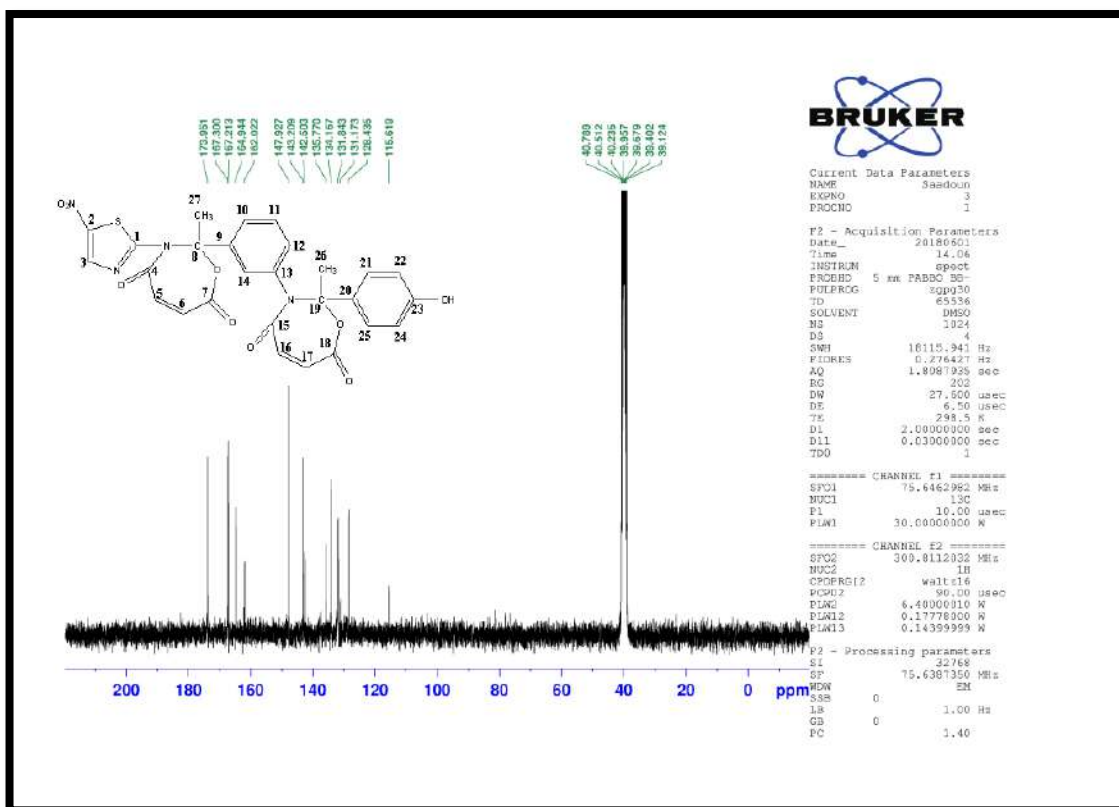 173.951
167.300
167.213
164.944
162.022
147.927
143.209
142.603
135.770
134.167
131.843
131.173
128.435
115.619
40.789
40.512
40.235
39.957
39.679
39.402
39.124
BRUKER
Current Data Parameters
NAME Saadoun
EXPNO 3
PROCNO 1
F2 - Acquisition Parameters
Date_ 20180601
Time 14.06
INSTRUM spect
PROBHD 5 mm PABBO BB-
PULPROG zgpg30
TD 65536
SOLVENT DMSO
NS 1024
DS 4
SWH 18115.941 Hz
FIDRES 0.276427 Hz
AQ 1.8087935 sec
RG 202
DW 27.600 usec
DE 6.50 usec
TE 298.5 K
D1 2.00000000 sec
D11 0.03000000 sec
TD0 1
======== CHANNEL f1 ========
SFO1 75.6462982 MHz
NUC1 13C
P1 10.00 usec
PLW1 30.00000000 W
======== CHANNEL f2 ========
SFO2 300.8112032 MHz
NUC2 1H
CPDPRG[2 waltz16
PCPD2 90.00 usec
PLW2 6.40000010 W
PLW12 0.17778000 W
PLW13 0.14399999 W
F2 - Processing parameters
SI 32768
SF 75.6387350 MHz
WDW EM
SSB 0
LB 1.00 Hz
GB 0
PC 1.40
27
CH₃
10
11
O₂N
2
S
1
N
8
9
12
26
CH₃
21
22
3
N
4
O
14
13
20
OH
O
5
6
7
O
N
19
23
15
O
25
24
O
16
17
18
O
200 180 160 140 120 100 80 60 40 20 0 ppm